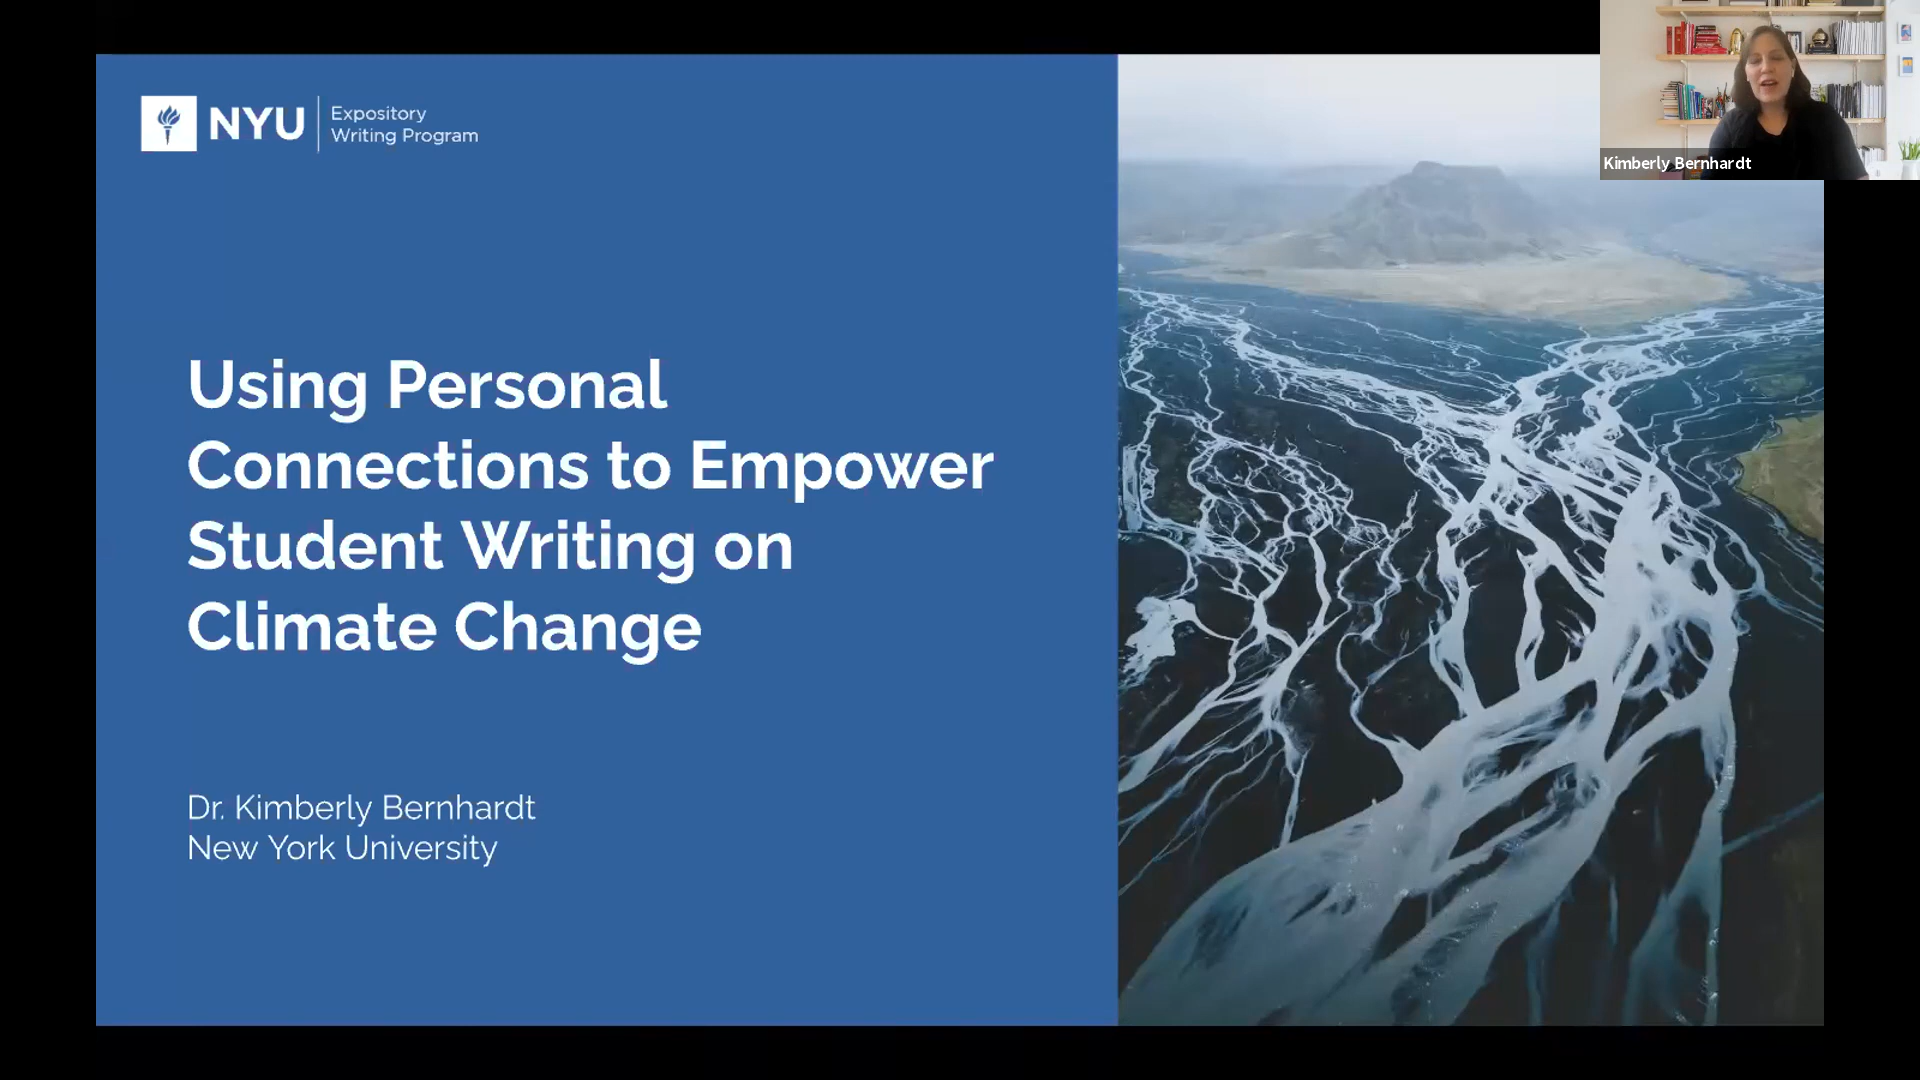 NYU
Expository
Writing Program
Kimberly Bernhardt
Using Personal
Connections to Empower
Student Writing on
Climate Change
Dr. Kimberly Bernhardt
New York University